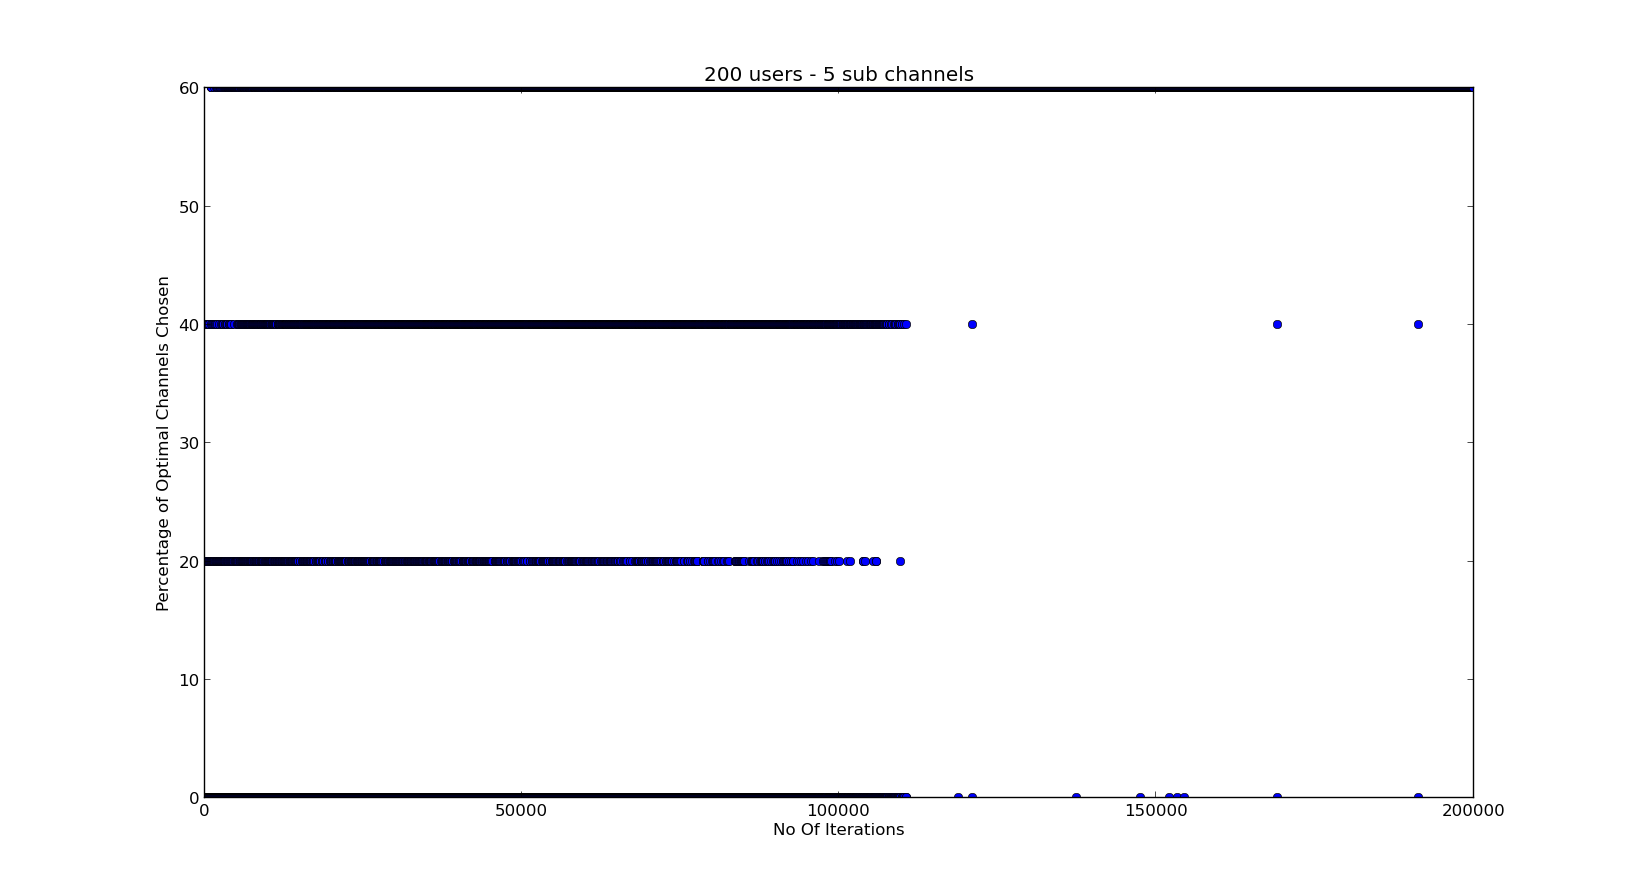 200 users - 5 sub channels
60
50
40
30
20
10
0
Percentage of Optimal Channels Chosen
0 50000 100000 150000 200000
No Of Iterations